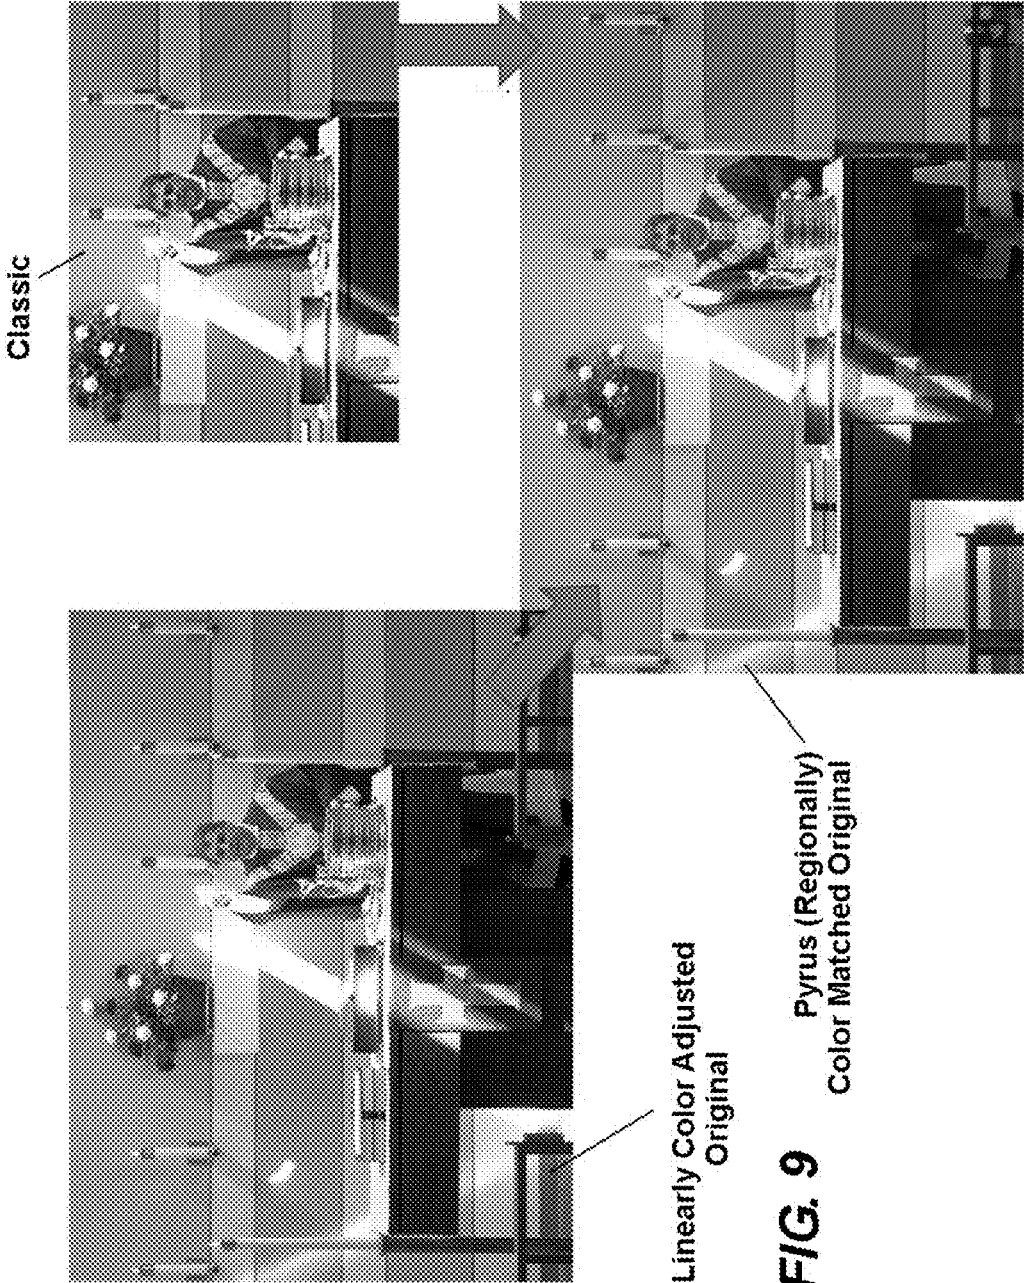 Classic
Linearly Color Adjusted
Original
Pyrus (Regionally)
Color Matched Original
FIG. 9